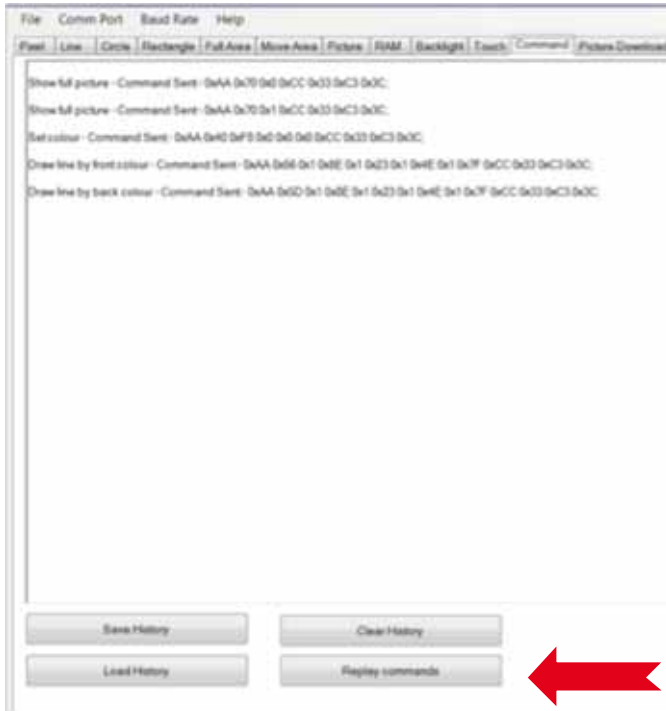 File Comm Port Baud Rate Help
Pixel Line Circle Rectangle Full Area Move Area Picture RAM Backlight Touch Command Picture Download
Show full picture - Command Sent: 0xAA 0x70 0x0 0xCC 0x33 0xC3 0x3C;
Show full picture - Command Sent: 0xAA 0x70 0x1 0xCC 0x33 0xC3 0x3C;
Set colour - Command Sent: 0xAA 0x40 0xF8 0x0 0x0 0x0 0xCC 0x33 0xC3 0x3C;
Draw line by front colour - Command Sent: 0xAA 0x56 0x1 0x8E 0x1 0x23 0x1 0x4E 0x1 0x7F 0xCC 0x33 0xC3 0x3C;
Draw line by back colour - Command Sent: 0xAA 0x5D 0x1 0x8E 0x1 0x23 0x1 0x4E 0x1 0x7F 0xCC 0x33 0xC3 0x3C;
Save History Clear History
Load History Replay commands